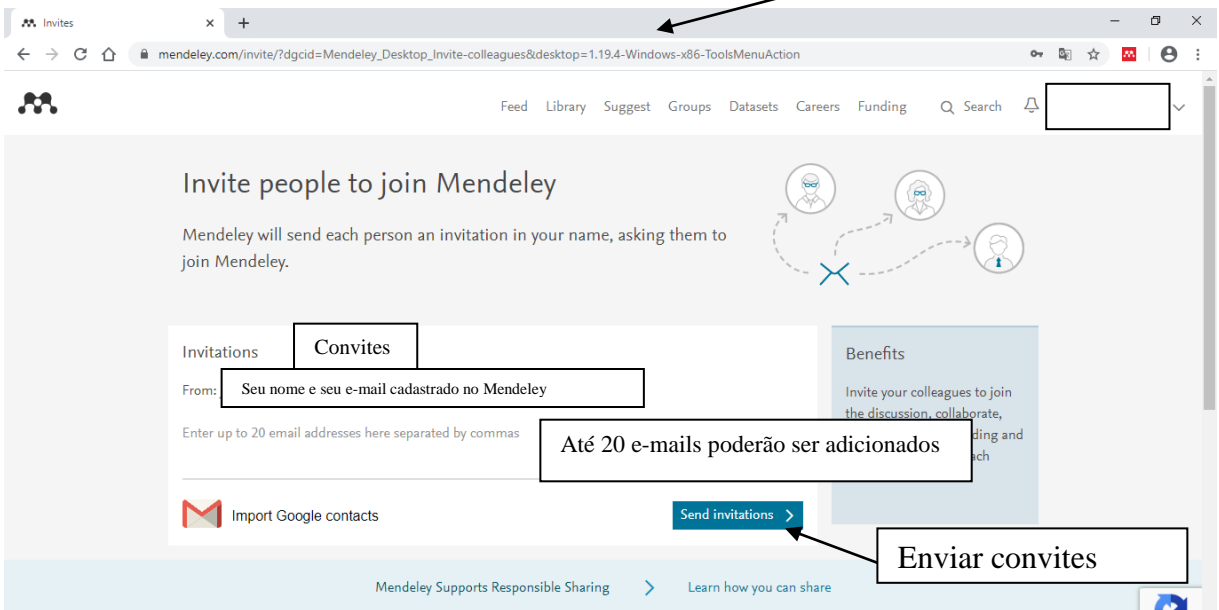 Invites
mendeley.com/invite/?dgcid=Mendeley_Desktop_Invite-colleagues&desktop=1.19.4-Windows-x86-ToolsMenuAction
Feed Library Suggest Groups Datasets Careers Funding Search
Invite people to join Mendeley
Mendeley will send each person an invitation in your name, asking them to
join Mendeley.
Invitations
Convites
From:
Seu nome e seu e-mail cadastrado no Mendeley
Enter up to 20 email addresses here separated by commas
Até 20 e-mails poderão ser adicionados
Import Google contacts
Send invitations
Enviar convites
Benefits
Invite your colleagues to join
the discussion, collaborate,
Mendeley Supports Responsible Sharing
Learn how you can share